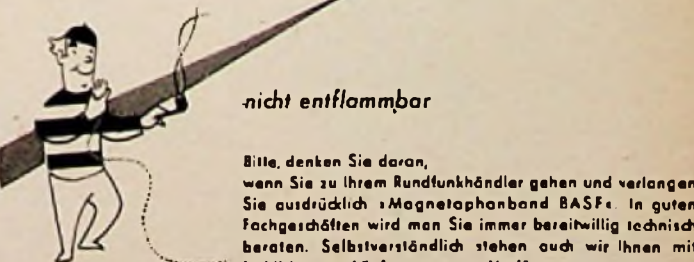 nicht entflammbar
Bitte, denken Sie daran,
wenn Sie zu Ihrem Rundfunkhändler gehen und verlangen
Sie ausdrücklich »Magnetophonband BASF«. In guten
Fachgeschäften wird man Sie immer bereitwillig technisch
beraten. Selbstverständlich stehen auch wir Ihnen mit